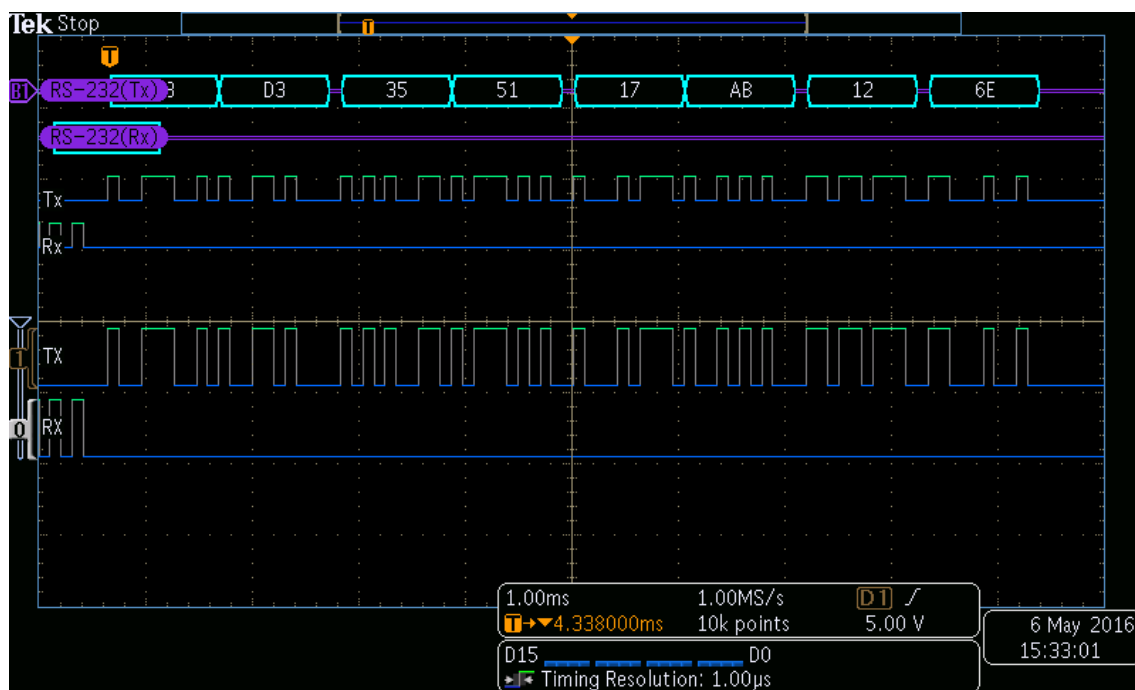 Tek Stop
T
T
B1 RS-232(Tx) 3 D3 35 51 17 AB 12 6E
RS-232(Rx)
Tx
Rx
1 TX
0 RX
1.00ms 1.00MS/s D1
T→▼4.338000ms 10k points 5.00 V
6 May 2016
15:33:01
D15 D0
Timing Resolution: 1.00µs